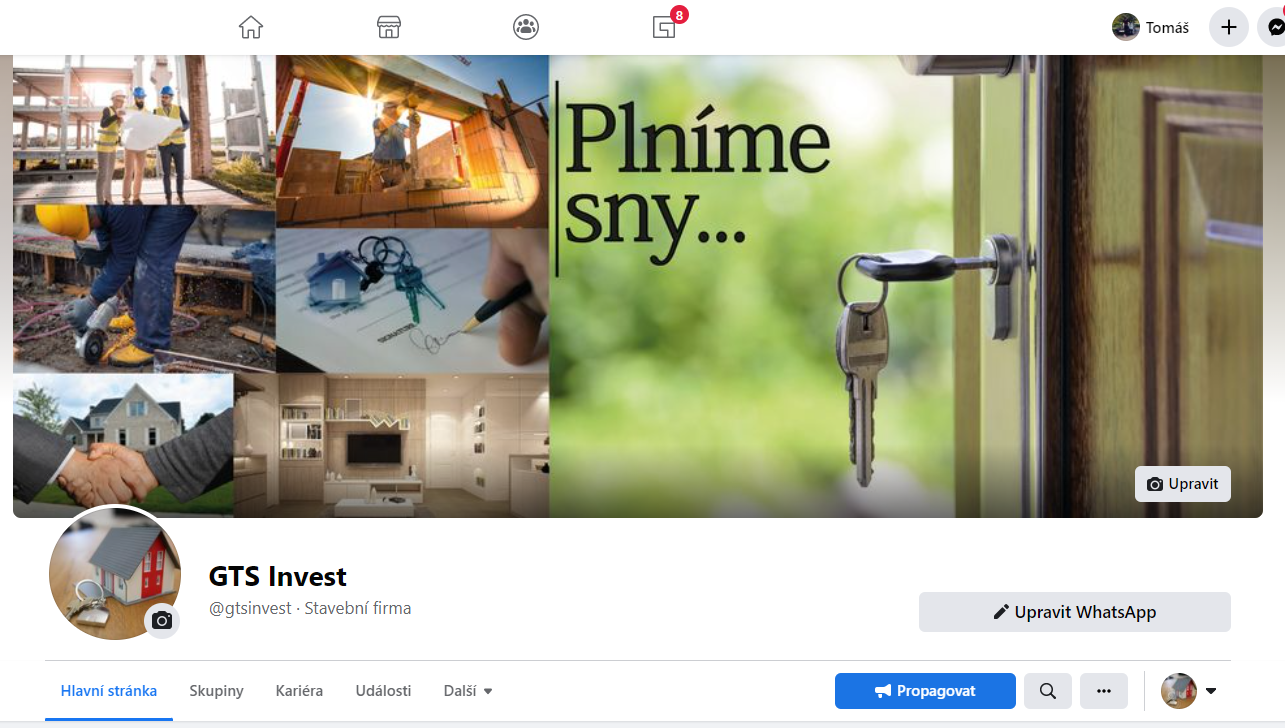 8
Tomáš
Plníme
sny...
SIGNATURE
Upravit
GTS Invest
@gtsinvest · Stavební firma
Upravit WhatsApp
Hlavní stránka
Skupiny
Kariéra
Události
Další
Propagovat